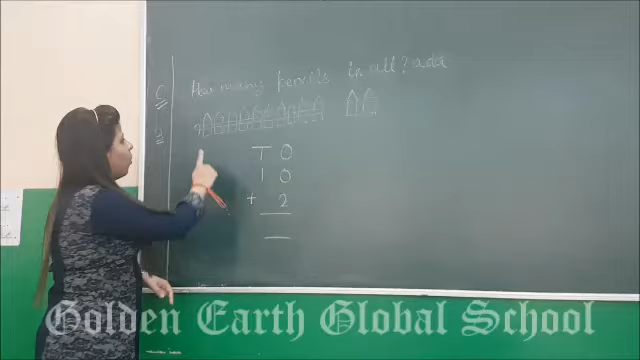 How many pencils in all? add
T O
1 0
+ 2
Golden Earth Global School